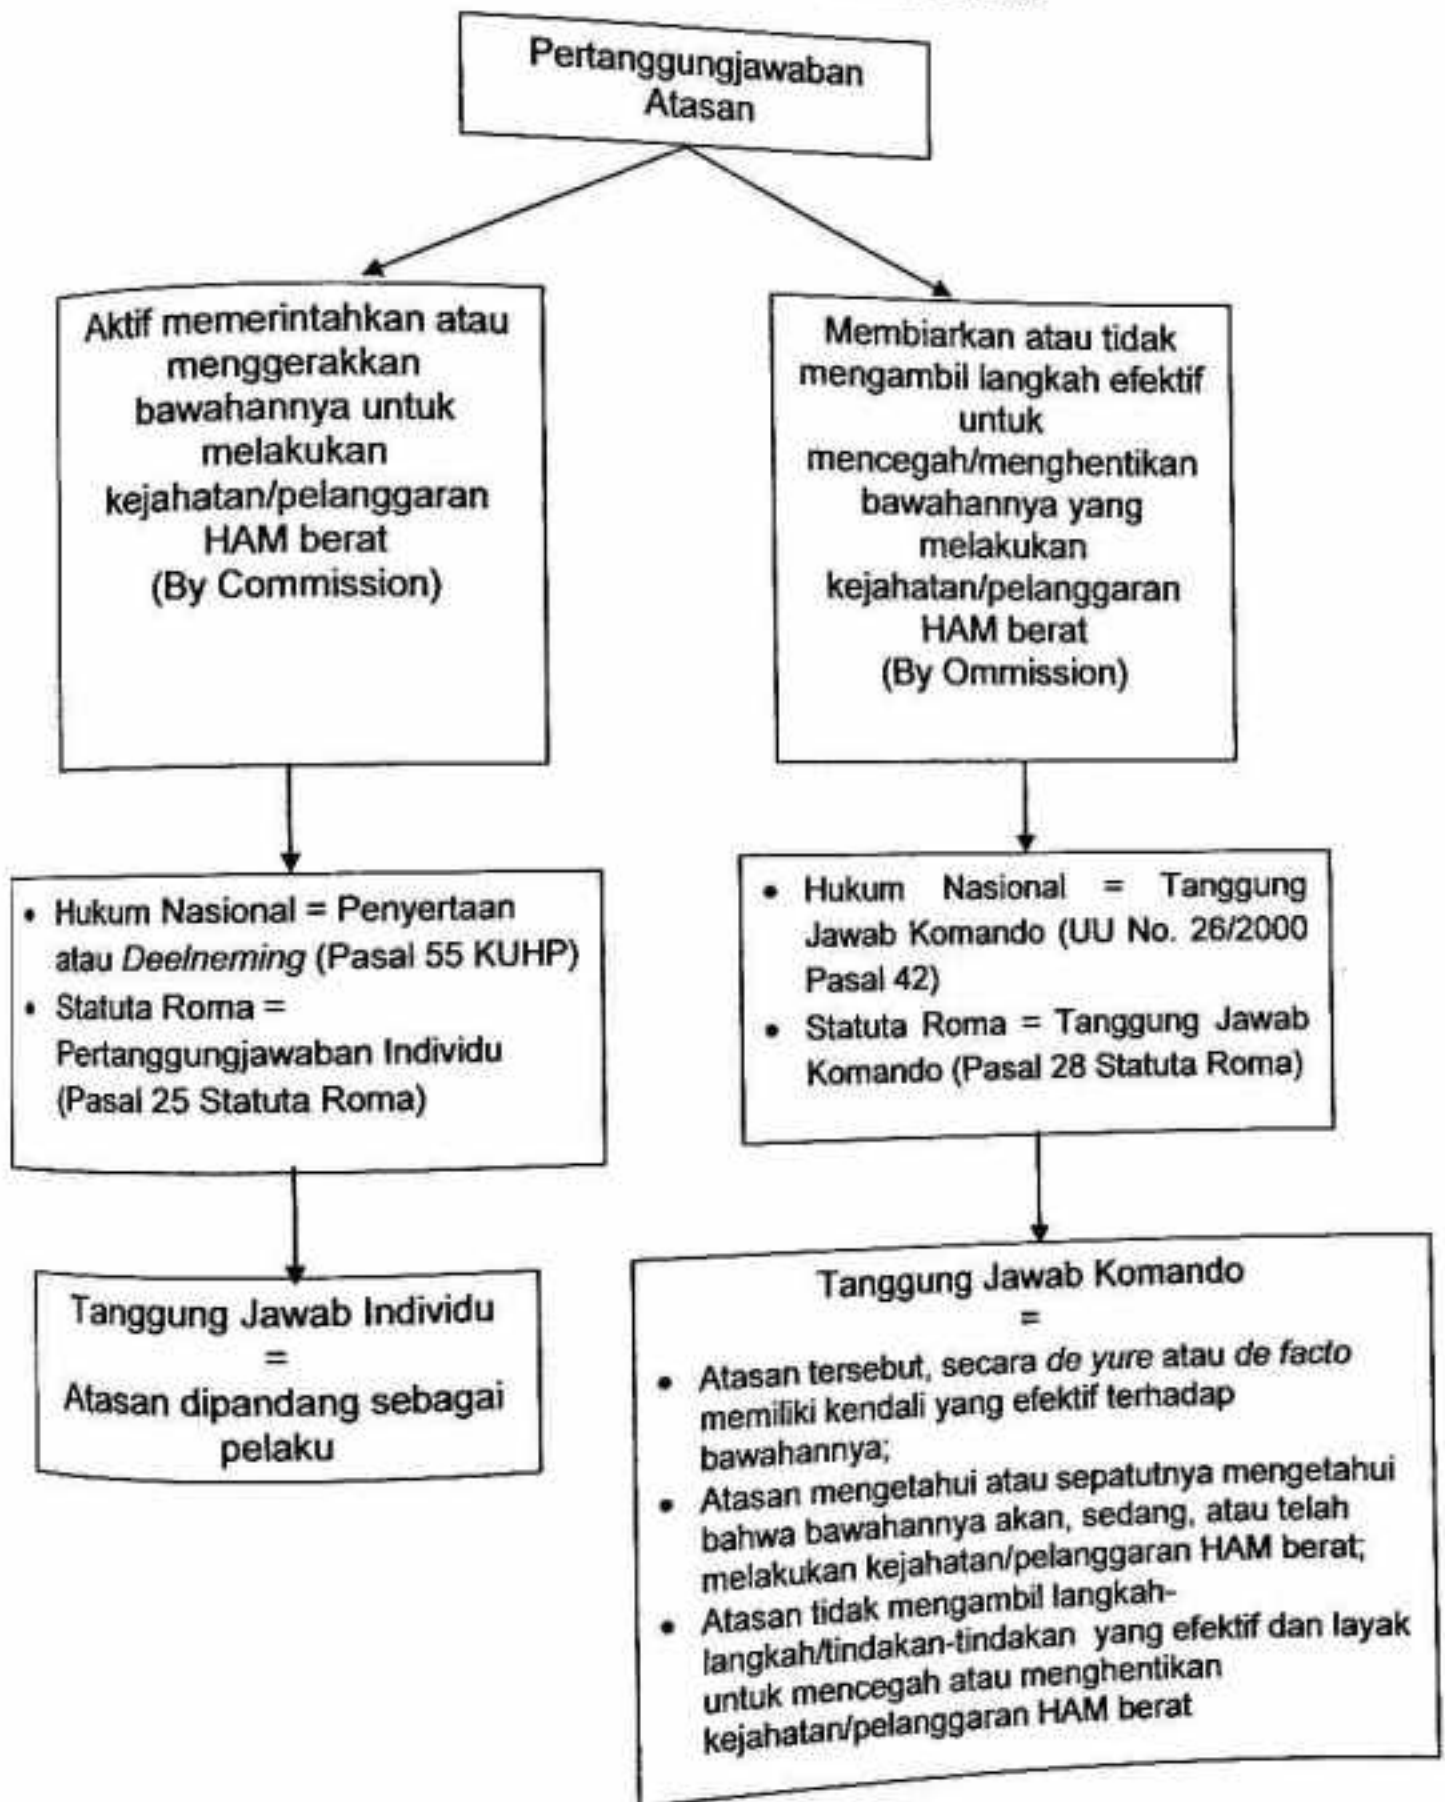 Pertanggungjawaban
Atasan
Aktif memerintahkan atau
menggerakkan
bawahannya untuk
melakukan
kejahatan/pelanggaran
HAM berat
(By Commission)
Membiarkan atau tidak
mengambil langkah efektif
untuk
mencegah/menghentikan
bawahannya yang
melakukan
kejahatan/pelanggaran
HAM berat
(By Ommission)
• Hukum Nasional = Penyertaan
atau Deelneming (Pasal 55 KUHP)
• Statuta Roma =
Pertanggungjawaban Individu
(Pasal 25 Statuta Roma)
• Hukum Nasional = Tanggung
Jawab Komando (UU No. 26/2000
Pasal 42)
• Statuta Roma = Tanggung Jawab
Komando (Pasal 28 Statuta Roma)
Tanggung Jawab Individu
=
Atasan dipandang sebagai
pelaku
Tanggung Jawab Komando
=
• Atasan tersebut, secara de yure atau de facto
memiliki kendali yang efektif terhadap
bawahannya;
• Atasan mengetahui atau sepatutnya mengetahui
bahwa bawahannya akan, sedang, atau telah
melakukan kejahatan/pelanggaran HAM berat;
• Atasan tidak mengambil langkah-
langkah/tindakan-tindakan yang efektif dan layak
untuk mencegah atau menghentikan
kejahatan/pelanggaran HAM berat